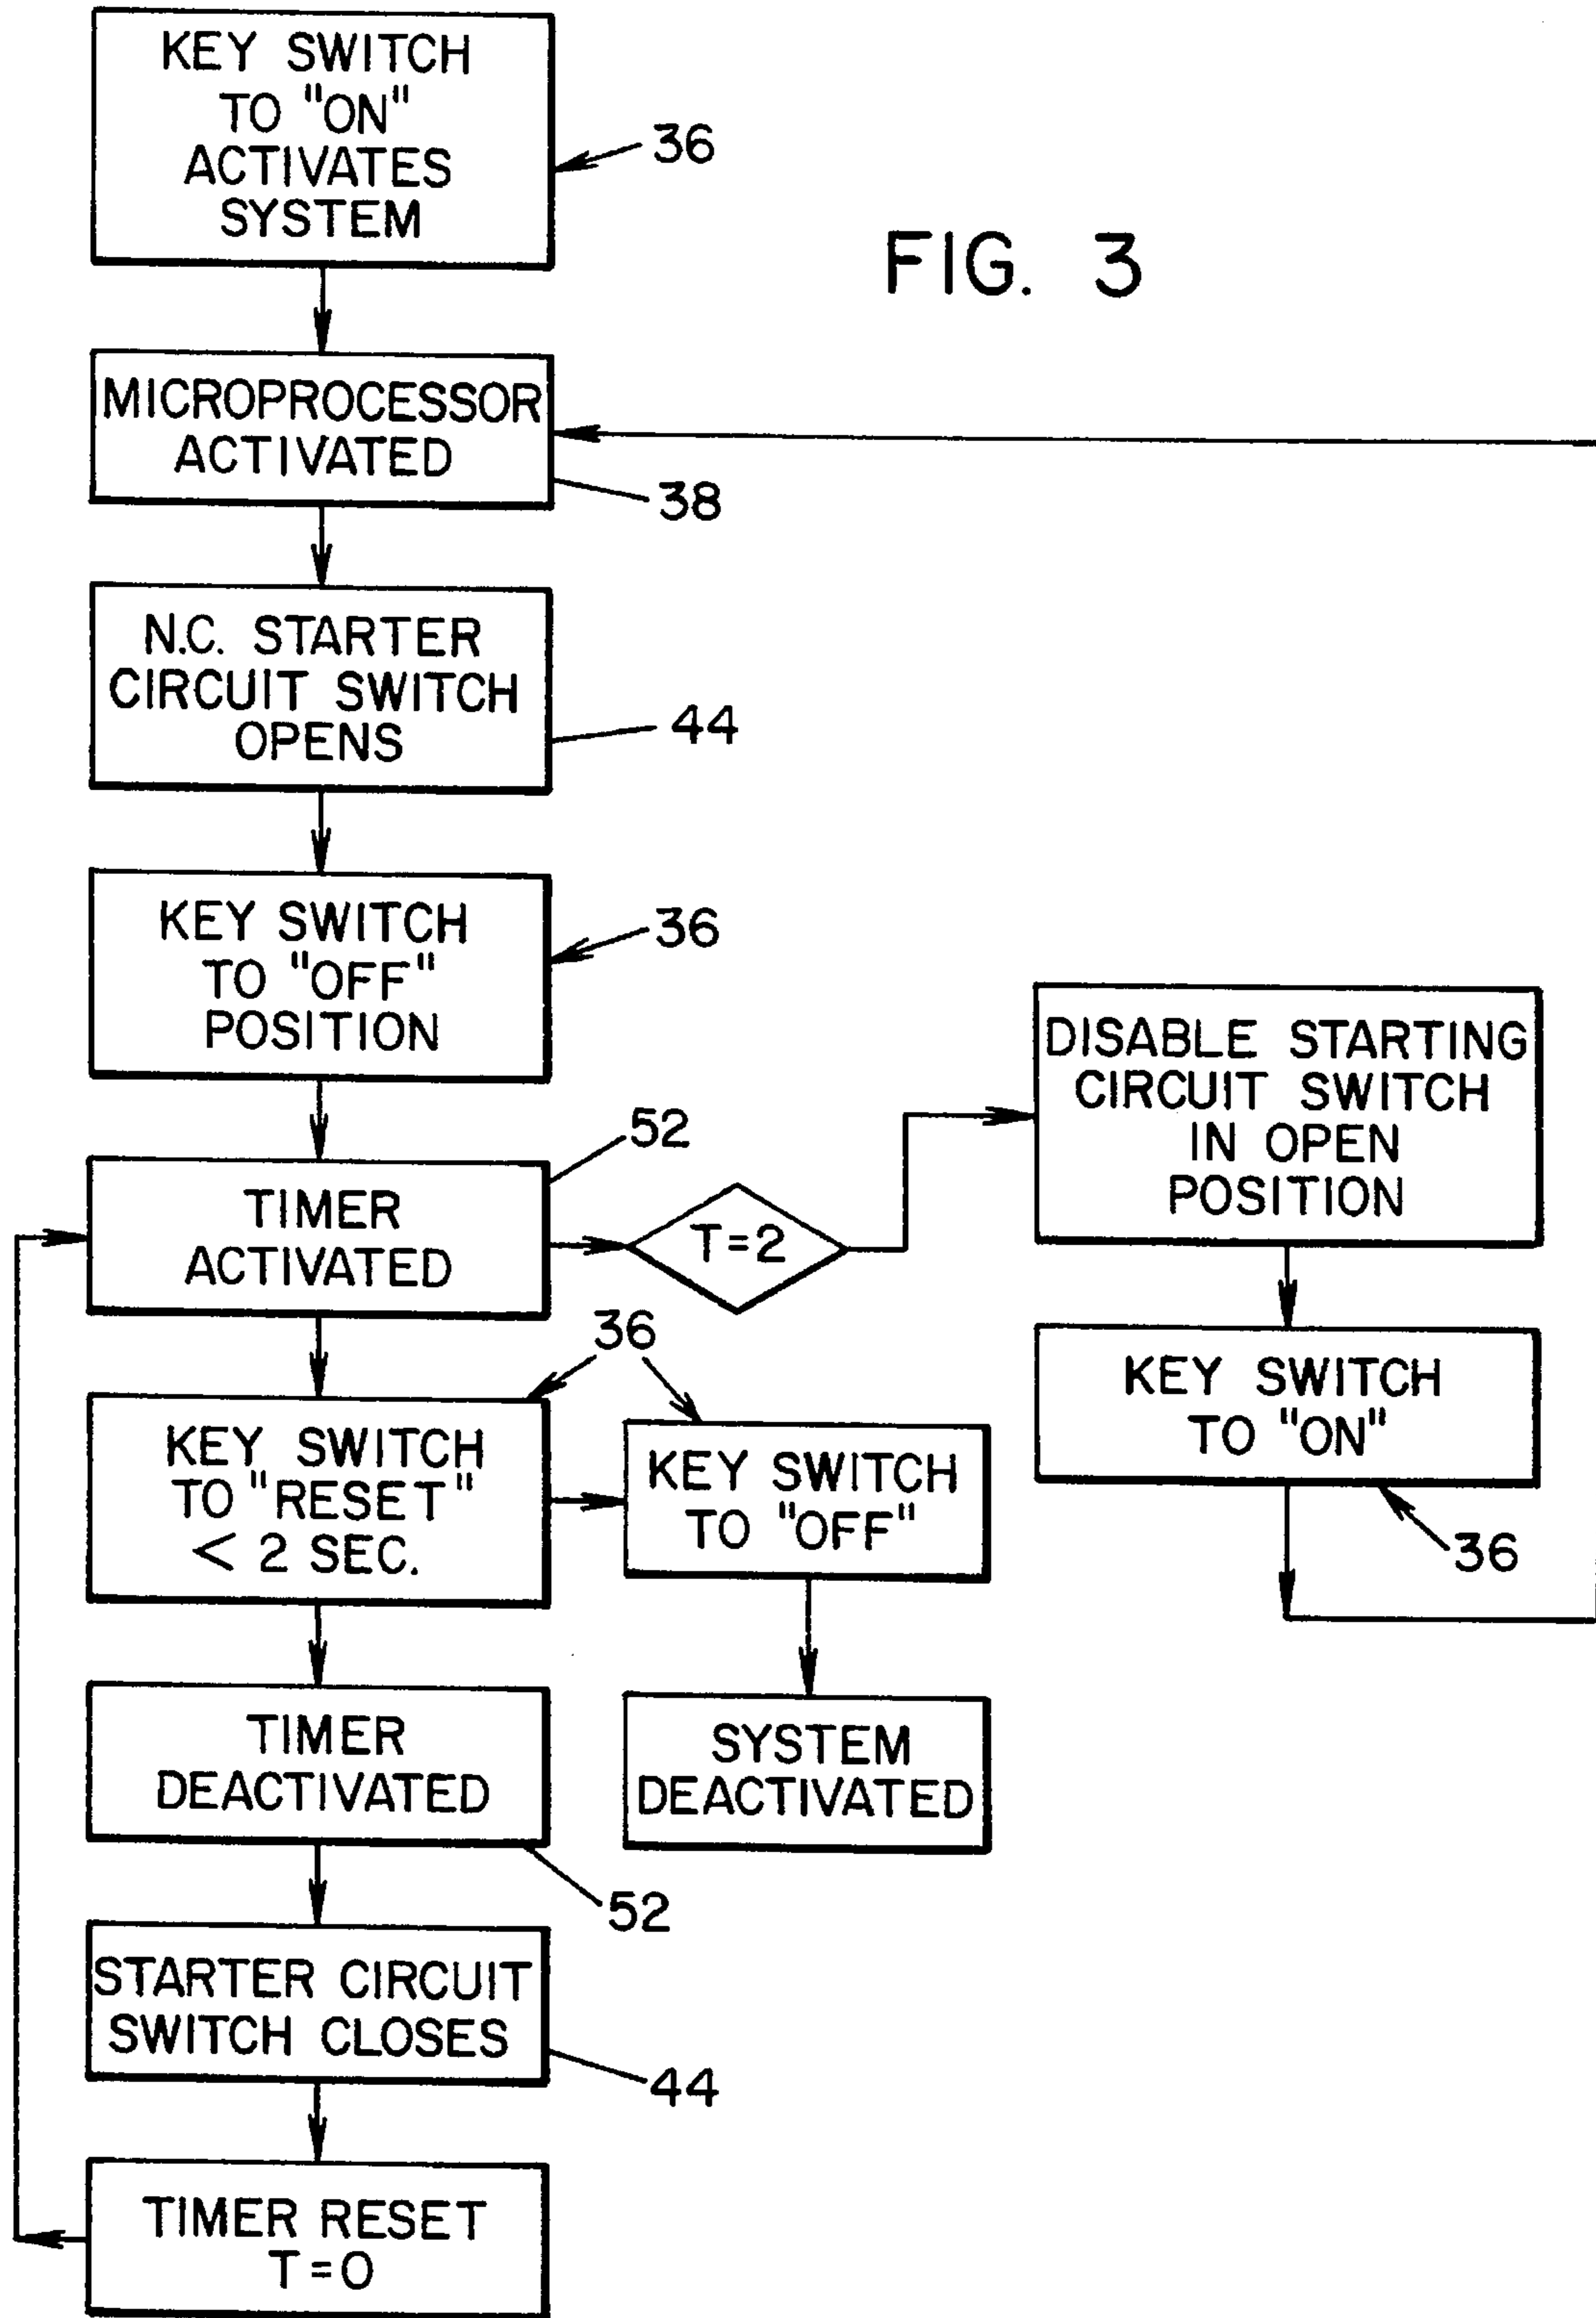 KEY SWITCH
TO "ON"
ACTIVATES
SYSTEM
36
FIG. 3
MICROPROCESSOR
ACTIVATED
38
N.C. STARTER
CIRCUIT SWITCH
OPENS
44
KEY SWITCH
TO "OFF"
POSITION
36
TIMER
ACTIVATED
52
T=2
DISABLE STARTING
CIRCUIT SWITCH
IN OPEN
POSITION
KEY SWITCH
TO "ON"
36
36
KEY SWITCH
TO "RESET"
< 2 SEC.
KEY SWITCH
TO "OFF"
TIMER
DEACTIVATED
52
SYSTEM
DEACTIVATED
STARTER CIRCUIT
SWITCH CLOSES
44
TIMER RESET
T=0